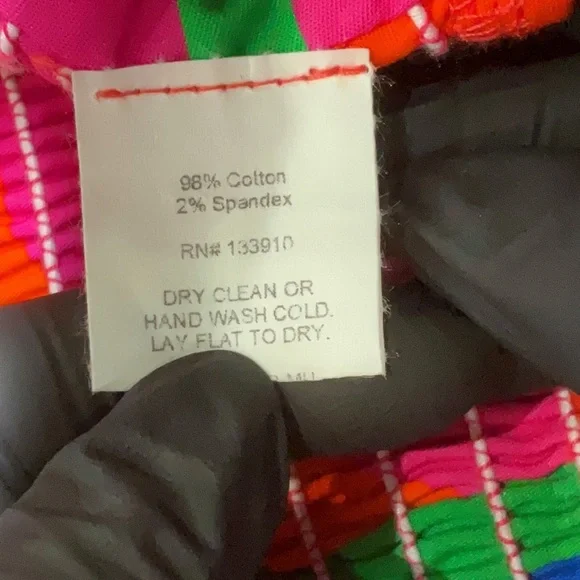 98% Cotton
2% Spandex
RN# 133910
DRY CLEAN OR
HAND WASH COLD.
LAY FLAT TO DRY.